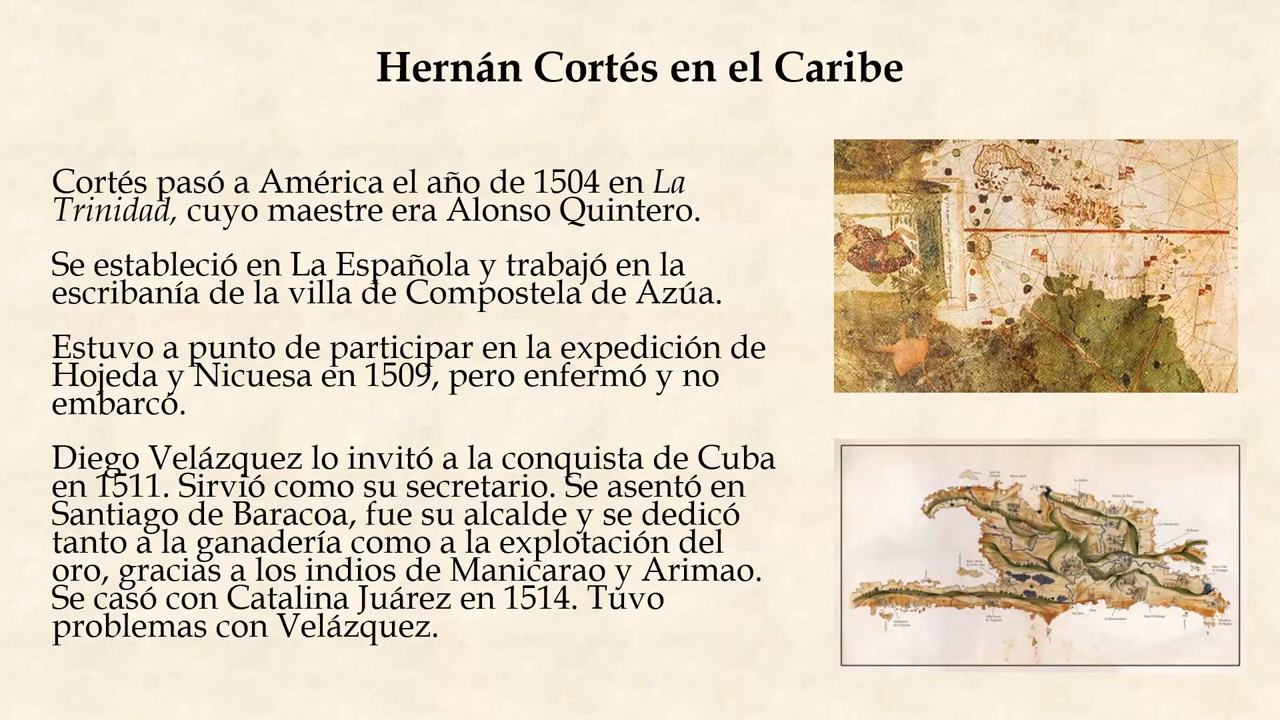 Hernán Cortés en el Caribe
Cortés pasó a América el año de 1504 en La
Trinidad, cuyo maestre era Alonso Quintero.
Se estableció en La Española y trabajó en la
escribanía de la villa de Compostela de Azúa.
Estuvo a punto de participar en la expedición de
Hojeda y Nicuesa en 1509, pero enfermó y no
embarcó.
Diego Velázquez lo invitó a la conquista de Cuba
en 1511. Sirvió como su secretario. Se asentó en
Santiago de Baracoa, fue su alcalde y se dedicó
tanto a la ganadería como a la explotación del
oro, gracias a los indios de Manicarao y Arimao.
Se casó con Catalina Juárez en 1514. Tuvo
problemas con Velázquez.